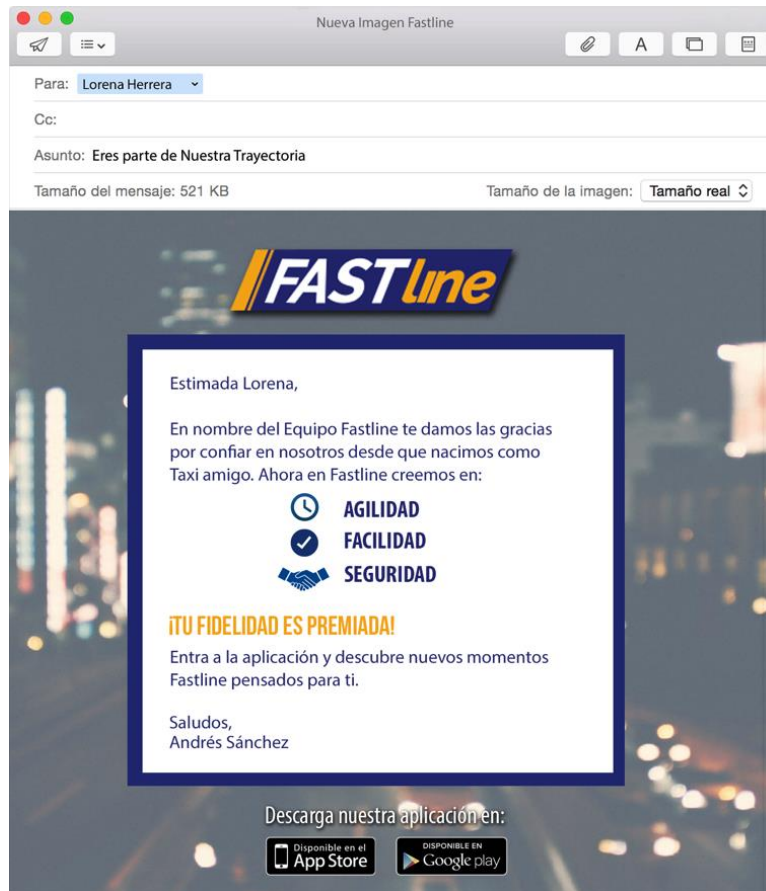 Nueva Imagen Fastline
A
Para: Lorena Herrera
Cc:
Asunto: Eres parte de Nuestra Trayectoria
Tamaño del mensaje: 521 KB Tamaño de la imagen: Tamaño real
FASTline
Estimada Lorena,
En nombre del Equipo Fastline te damos las gracias
por confiar en nosotros desde que nacimos como
Taxi amigo. Ahora en Fastline creemos en:
AGILIDAD
FACILIDAD
SEGURIDAD
¡TU FIDELIDAD ES PREMIADA!
Entra a la aplicación y descubre nuevos momentos
Fastline pensados para ti.
Saludos,
Andrés Sánchez
Descarga nuestra aplicación en:
Disponible en el
App Store
DISPONIBLE EN
Google play